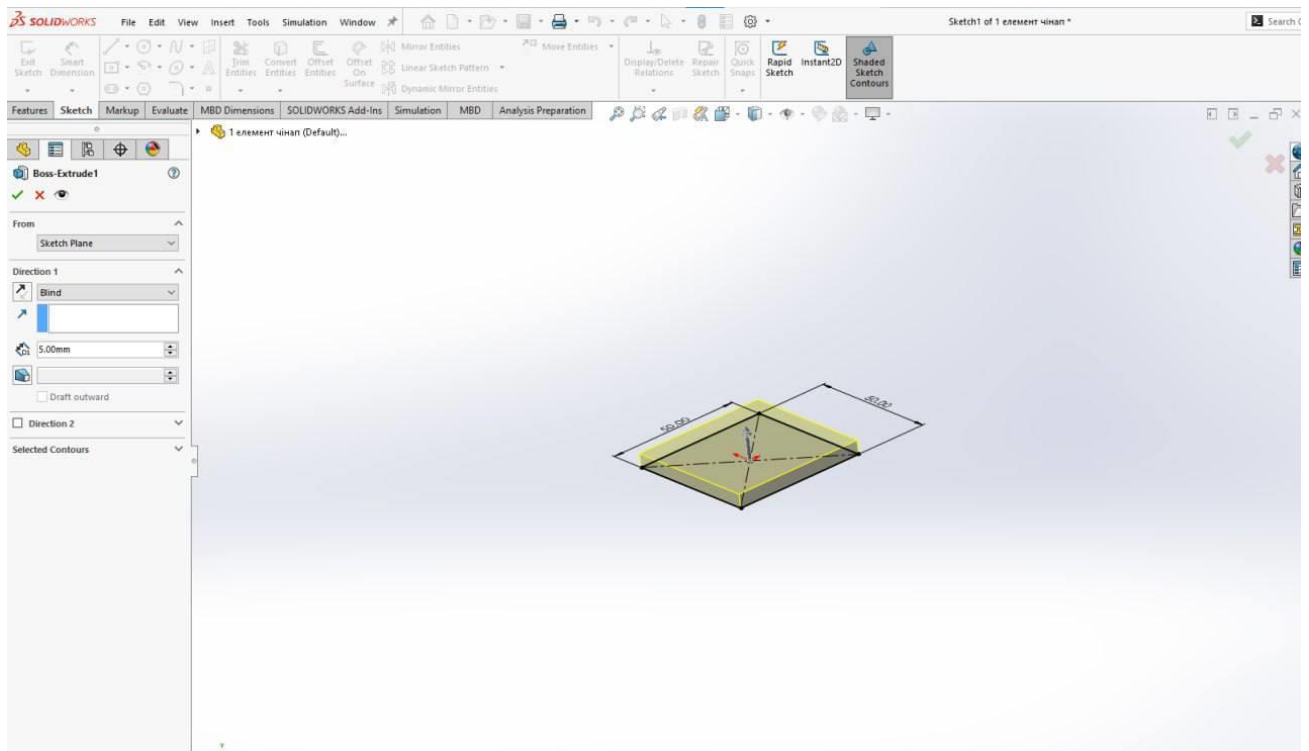 SOLIDWORKS File Edit View Insert Tools Simulation Window
Sketch1 of 1 елемент чінап *
Search
Exit Sketch
Smart Dimension
Trim Entities
Convert Entities
Offset Entities
Offset On Surface
Mirror Entities
Linear Sketch Pattern
Dynamic Mirror Entities
Move Entities
Display/Delete Relations
Repair Sketch
Quick Snaps
Rapid Sketch
Instant2D
Shaded Sketch Contours
Features Sketch Markup Evaluate MBD Dimensions SOLIDWORKS Add-Ins Simulation MBD Analysis Preparation
1 елемент чінап (Default)...
Boss-Extrude1
From
Sketch Plane
Direction 1
Blind
5.00mm
Draft outward
Direction 2
Selected Contours
50.00
Y